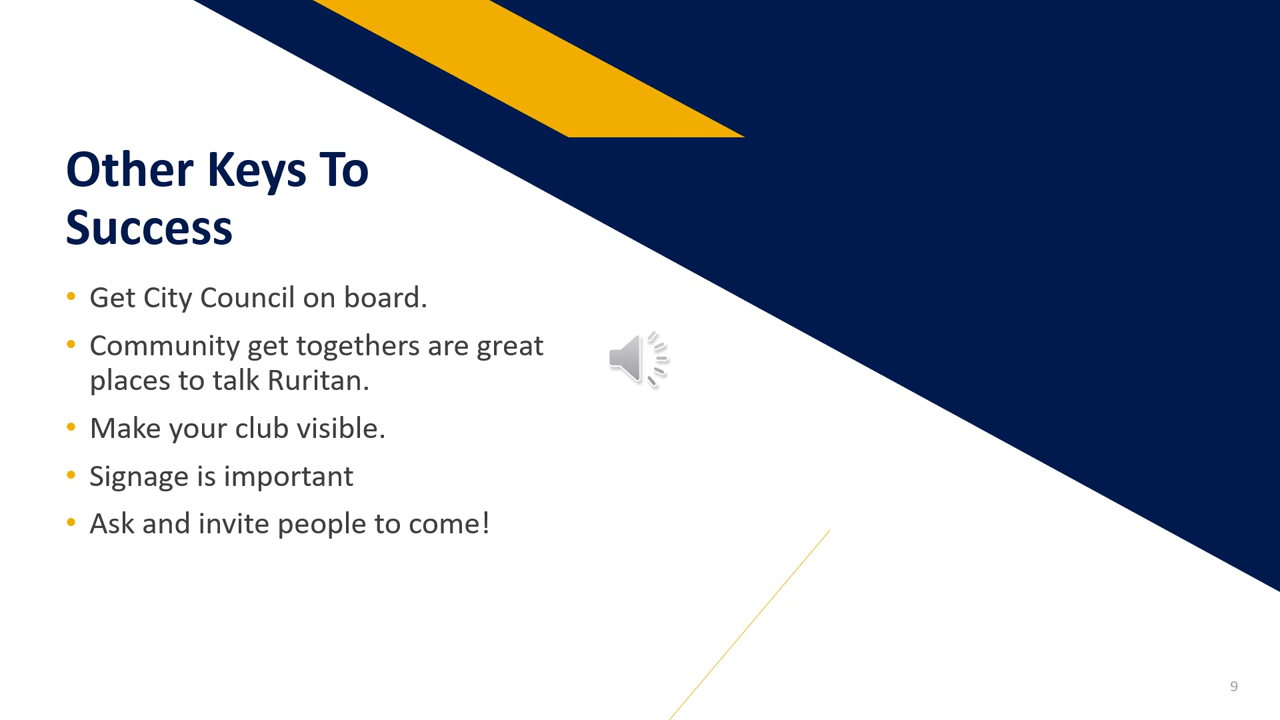 Other Keys To
Success
• Get City Council on board.
• Community get togethers are great
places to talk Ruritan.
• Make your club visible.
• Signage is important
• Ask and invite people to come!
9